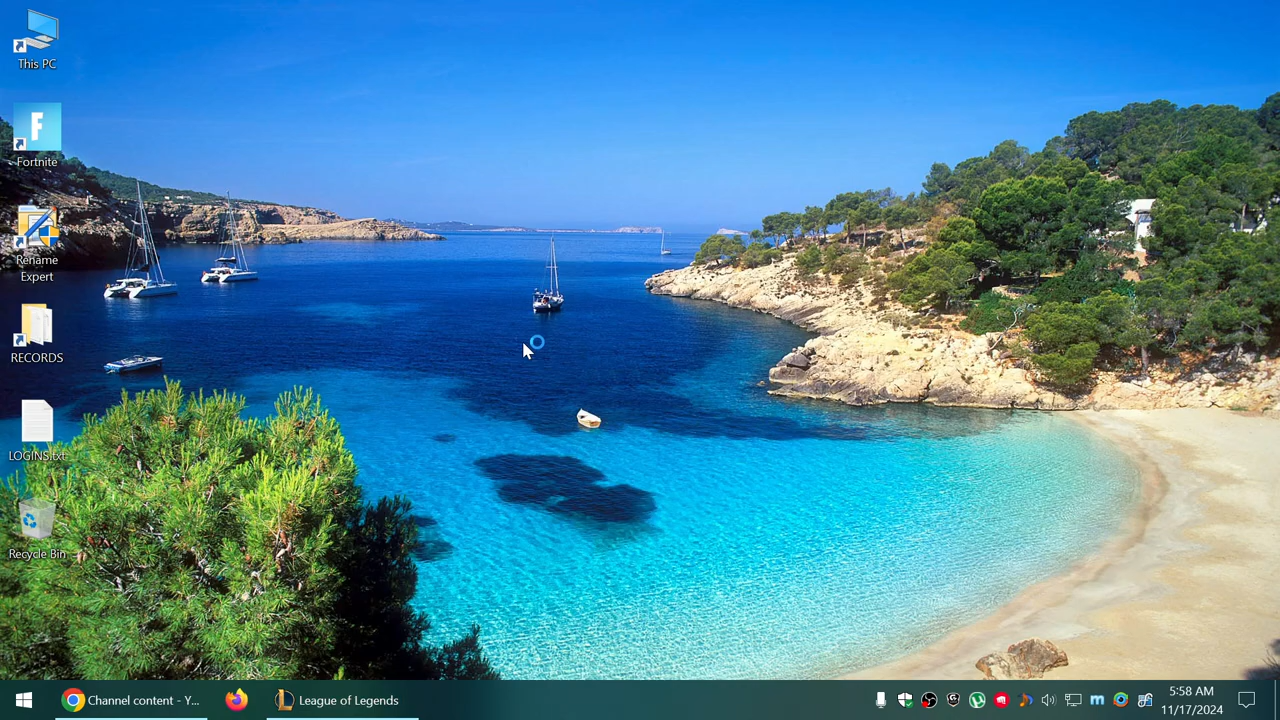 This PC
Fortnite
Rename
Expert
RECORDS
LOGINS.txt
Recycle Bin
Channel content - Y...
League of Legends
5:58 AM
11/17/2024